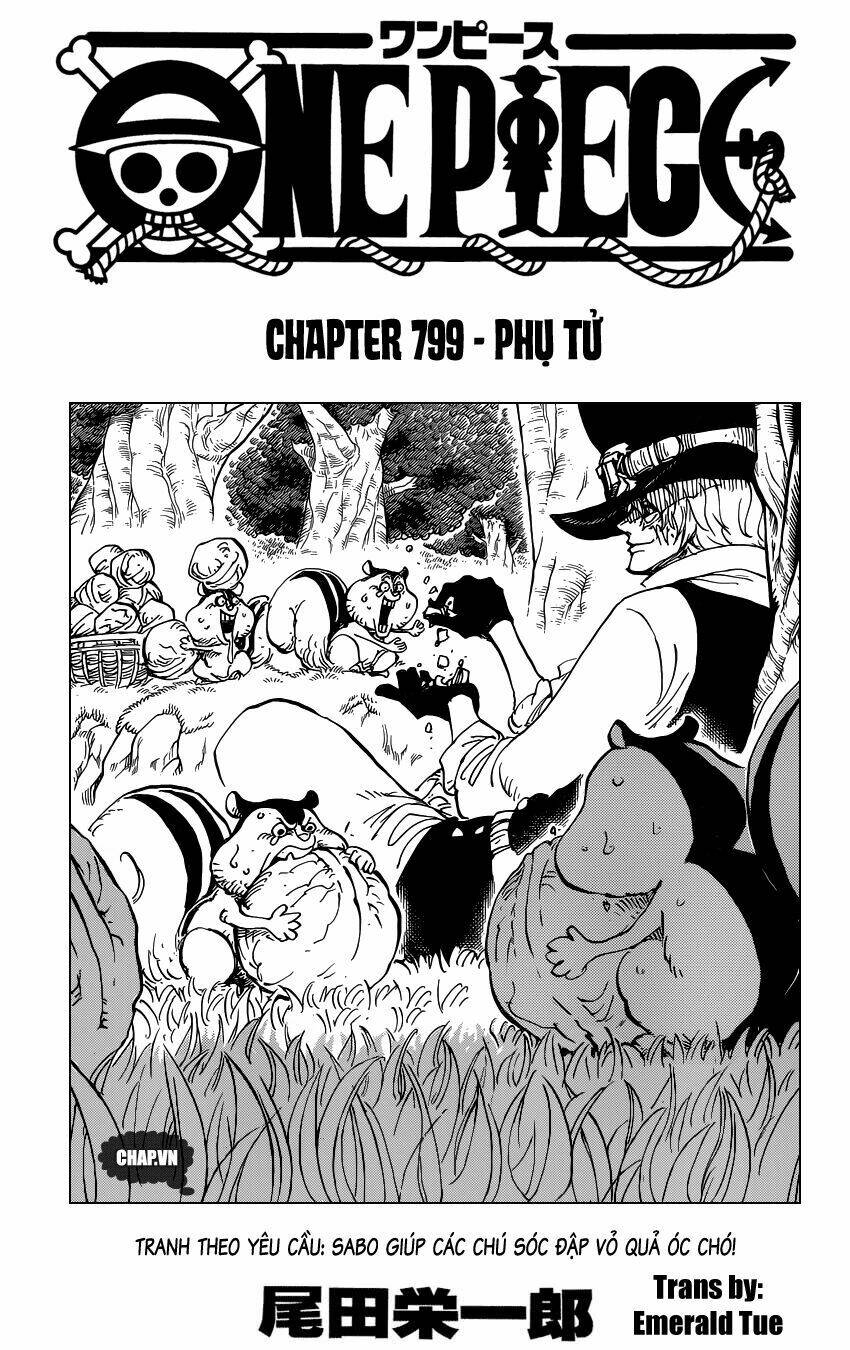 ワンピース
ONE PIECE
CHAPTER 799 - PHỤ TỬ
CHAP.VN
TRANH THEO YÊU CẦU: SABO GIÚP CÁC CHÚ SÓC ĐẬP VỎ QUẢ ÓC CHÓ!
尾田栄一郎
Trans by:
Emerald Tue